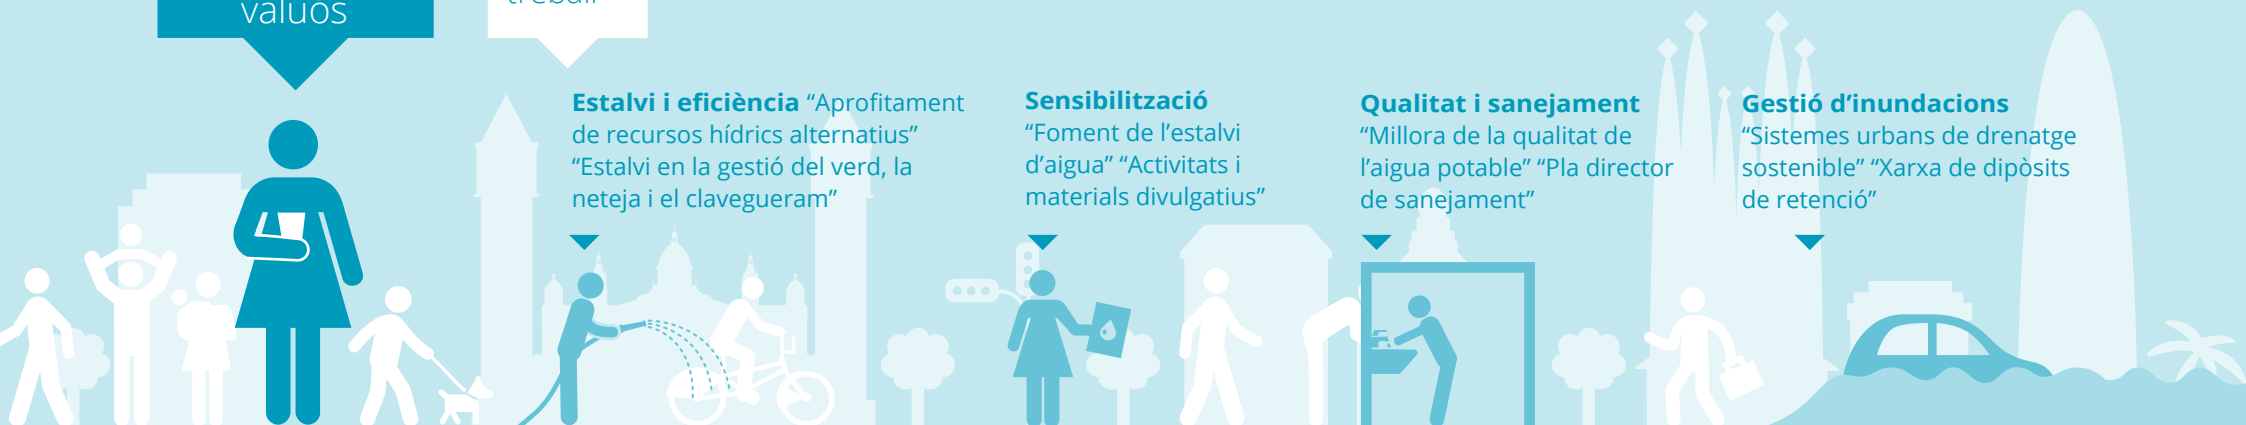 valuós
treball
Estalvi i eficiència “Aprofitament
de recursos hídrics alternatius”
“Estalvi en la gestió del verd, la
neteja i el clavegueram”
Sensibilització
“Foment de l’estalvi
d’aigua” “Activitats i
materials divulgatius”
Qualitat i sanejament
“Millora de la qualitat de
l’aigua potable” “Pla director
de sanejament”
Gestió d’inundacions
“Sistemes urbans de drenatge
sostenible” “Xarxa de dipòsits
de retenció”